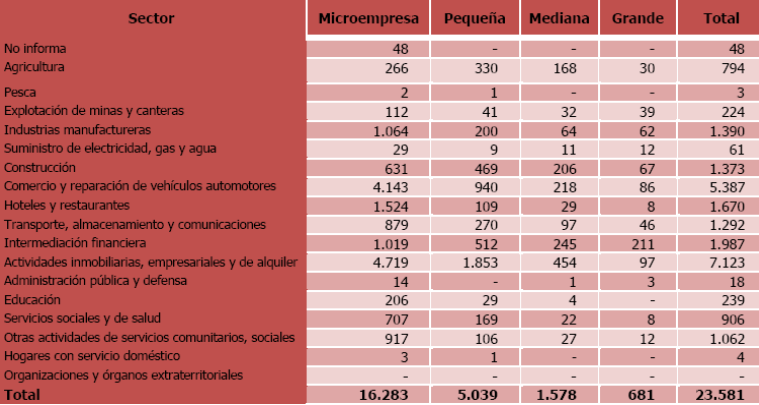 Sector Microempresa Pequeña Mediana Grande Total
No informa 48 - - - 48
Agricultura 266 330 168 30 794
Pesca 2 1 - - 3
Explotación de minas y canteras 112 41 32 39 224
Industrias manufactureras 1.064 200 64 62 1.390
Suministro de electricidad, gas y agua 29 9 11 12 61
Construcción 631 469 206 67 1.373
Comercio y reparación de vehículos automotores 4.143 940 218 86 5.387
Hoteles y restaurantes 1.524 109 29 8 1.670
Transporte, almacenamiento y comunicaciones 879 270 97 46 1.292
Intermediación financiera 1.019 512 245 211 1.987
Actividades inmobiliarias, empresariales y de alquiler 4.719 1.853 454 97 7.123
Administración pública y defensa 14 - 1 3 18
Educación 206 29 4 - 239
Servicios sociales y de salud 707 169 22 8 906
Otras actividades de servicios comunitarios, sociales 917 106 27 12 1.062
Hogares con servicio doméstico 3 1 - - 4
Organizaciones y órganos extraterritoriales - - - - -
Total 16.283 5.039 1.578 681 23.581